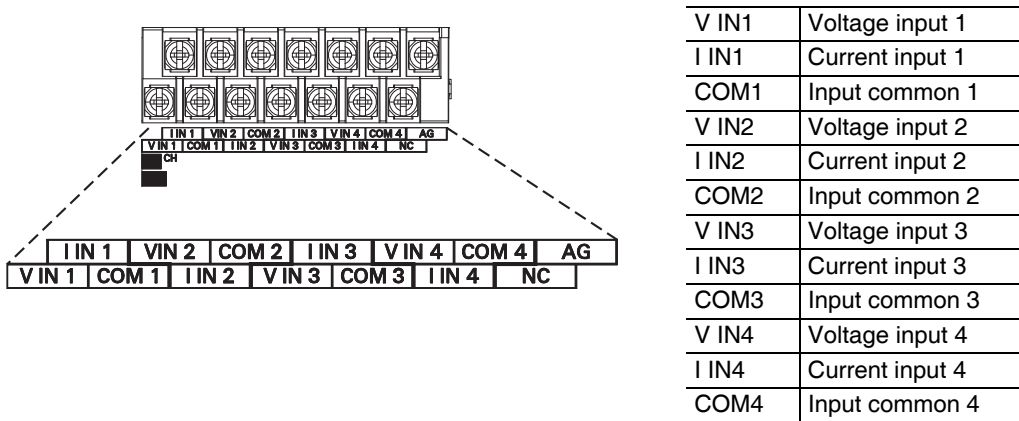 I IN 1 VIN 2 COM 2 I IN 3 V IN 4 COM 4 AG
V IN 1 COM 1 I IN 2 V IN 3 COM 3 I IN 4 NC
CH
I IN 1 VIN 2 COM 2 I IN 3 V IN 4 COM 4 AG
V IN 1 COM 1 I IN 2 V IN 3 COM 3 I IN 4 NC
V IN1 Voltage input 1
I IN1 Current input 1
COM1 Input common 1
V IN2 Voltage input 2
I IN2 Current input 2
COM2 Input common 2
V IN3 Voltage input 3
I IN3 Current input 3
COM3 Input common 3
V IN4 Voltage input 4
I IN4 Current input 4
COM4 Input common 4